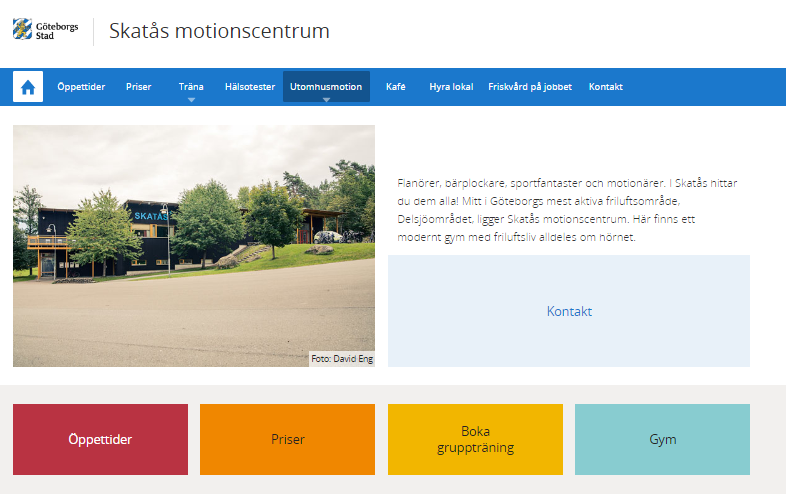 Göteborgs
Stad
Skatås motionscentrum
Öppettider Priser Träna Hälsotester Utomhusmotion Kafé Hyra lokal Friskvård på jobbet Kontakt
SKATÅS
Foto: David Eng
Flanörer, bärplockare, sportfantaster och motionärer. I Skatås hittar
du dem alla! Mitt i Göteborgs mest aktiva friluftsområde,
Delsjöområdet, ligger Skatås motionscentrum. Här finns ett
modernt gym med friluftsliv alldeles om hörnet.
Kontakt
Öppettider
Priser
Boka
gruppträning
Gym